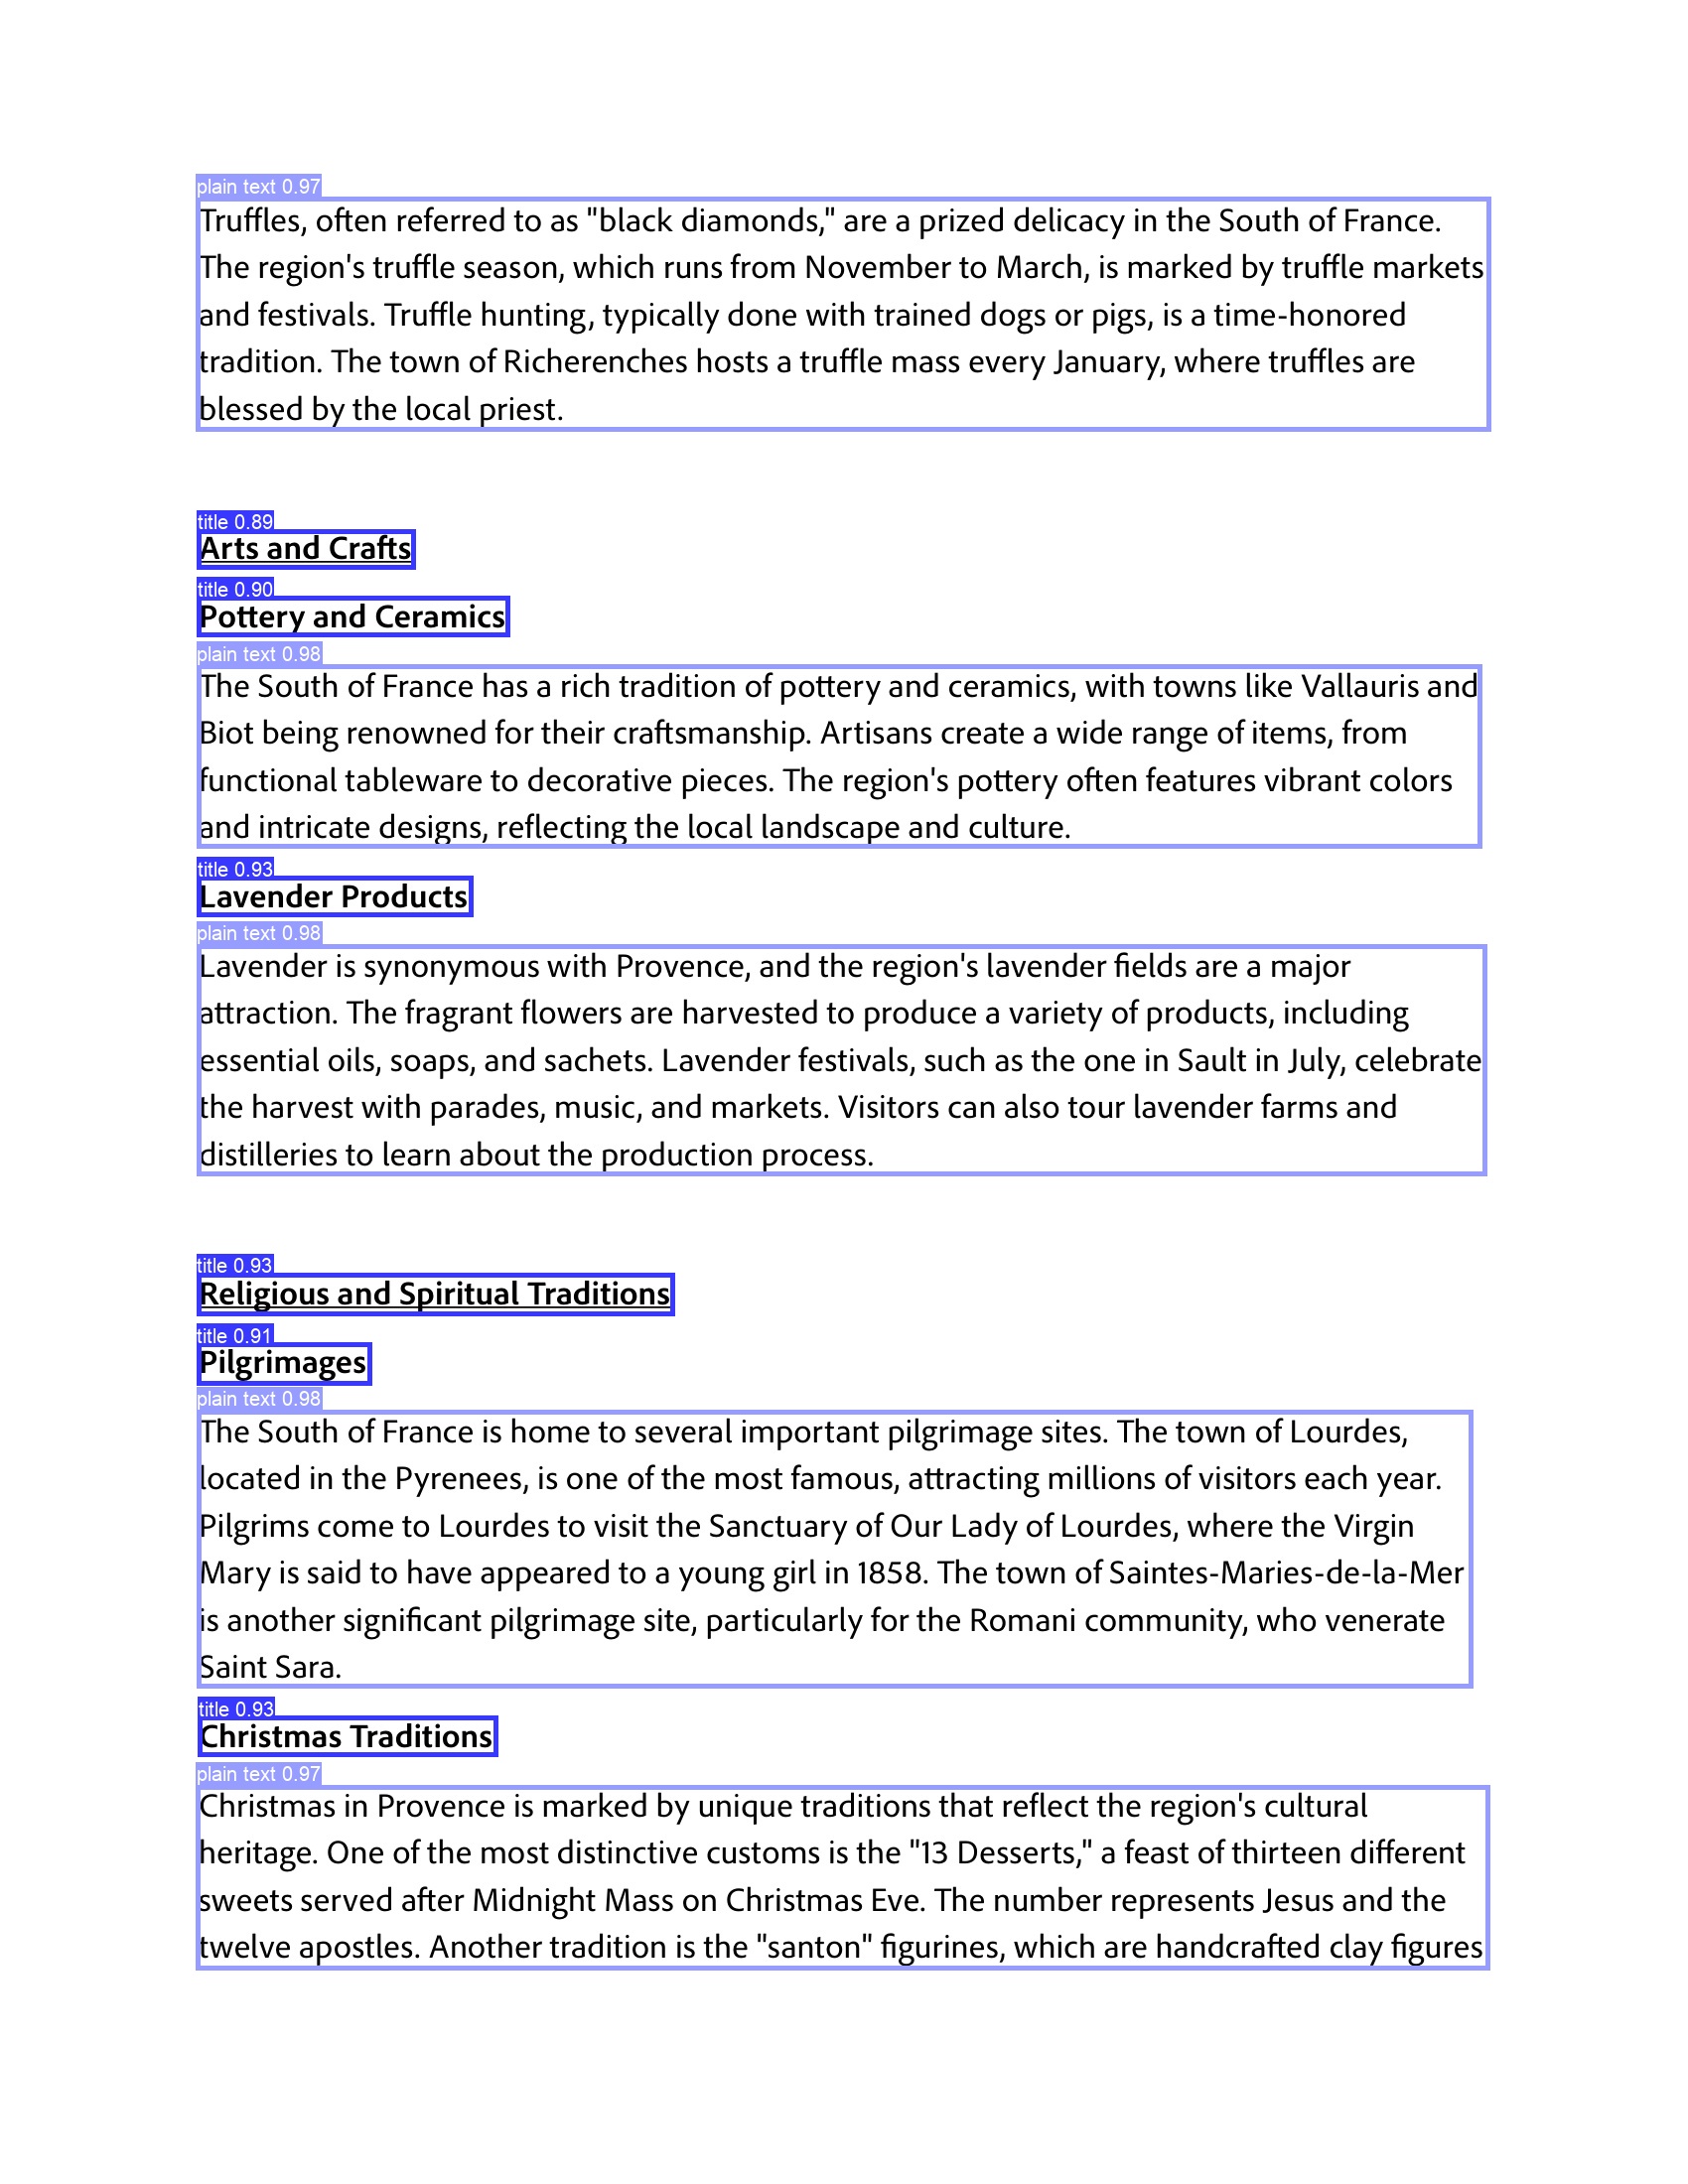 plain text 0.97
Truffles, often referred to as "black diamonds," are a prized delicacy in the South of France.
The region's truffle season, which runs from November to March, is marked by truffle markets
and festivals. Truffle hunting, typically done with trained dogs or pigs, is a time-honored
tradition. The town of Richerenches hosts a truffle mass every January, where truffles are
blessed by the local priest.
title 0.89
Arts and Crafts
title 0.90
Pottery and Ceramics
plain text 0.98
The South of France has a rich tradition of pottery and ceramics, with towns like Vallauris and
Biot being renowned for their craftsmanship. Artisans create a wide range of items, from
functional tableware to decorative pieces. The region's pottery often features vibrant colors
and intricate designs, reflecting the local landscape and culture.
title 0.93
Lavender Products
plain text 0.98
Lavender is synonymous with Provence, and the region's lavender fields are a major
attraction. The fragrant flowers are harvested to produce a variety of products, including
essential oils, soaps, and sachets. Lavender festivals, such as the one in Sault in July, celebrate
the harvest with parades, music, and markets. Visitors can also tour lavender farms and
distilleries to learn about the production process.
title 0.93
Religious and Spiritual Traditions
title 0.91
Pilgrimages
plain text 0.98
The South of France is home to several important pilgrimage sites. The town of Lourdes,
located in the Pyrenees, is one of the most famous, attracting millions of visitors each year.
Pilgrims come to Lourdes to visit the Sanctuary of Our Lady of Lourdes, where the Virgin
Mary is said to have appeared to a young girl in 1858. The town of Saintes-Maries-de-la-Mer
is another significant pilgrimage site, particularly for the Romani community, who venerate
Saint Sara.
title 0.93
Christmas Traditions
plain text 0.97
Christmas in Provence is marked by unique traditions that reflect the region's cultural
heritage. One of the most distinctive customs is the "13 Desserts," a feast of thirteen different
sweets served after Midnight Mass on Christmas Eve. The number represents Jesus and the
twelve apostles. Another tradition is the "santon" figurines, which are handcrafted clay figures